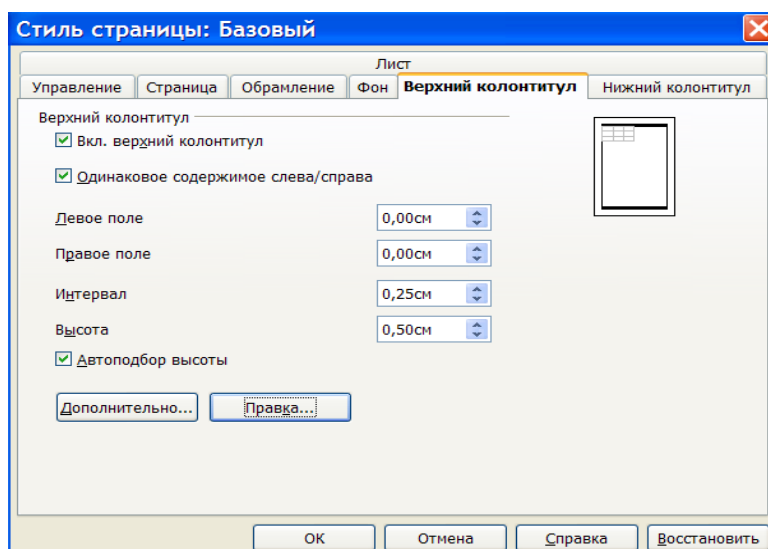 Стиль страницы: Базовый
Лист
Управление Страница Обрамление Фон Верхний колонтитул Нижний колонтитул
Верхний колонтитул
Вкл. верхний колонтитул
Одинаковое содержимое слева/справа
Левое поле 0,00см
Правое поле 0,00см
Интервал 0,25см
Высота 0,50см
Автоподбор высоты
Дополнительно... Правка...
ОК Отмена Справка Восстановить